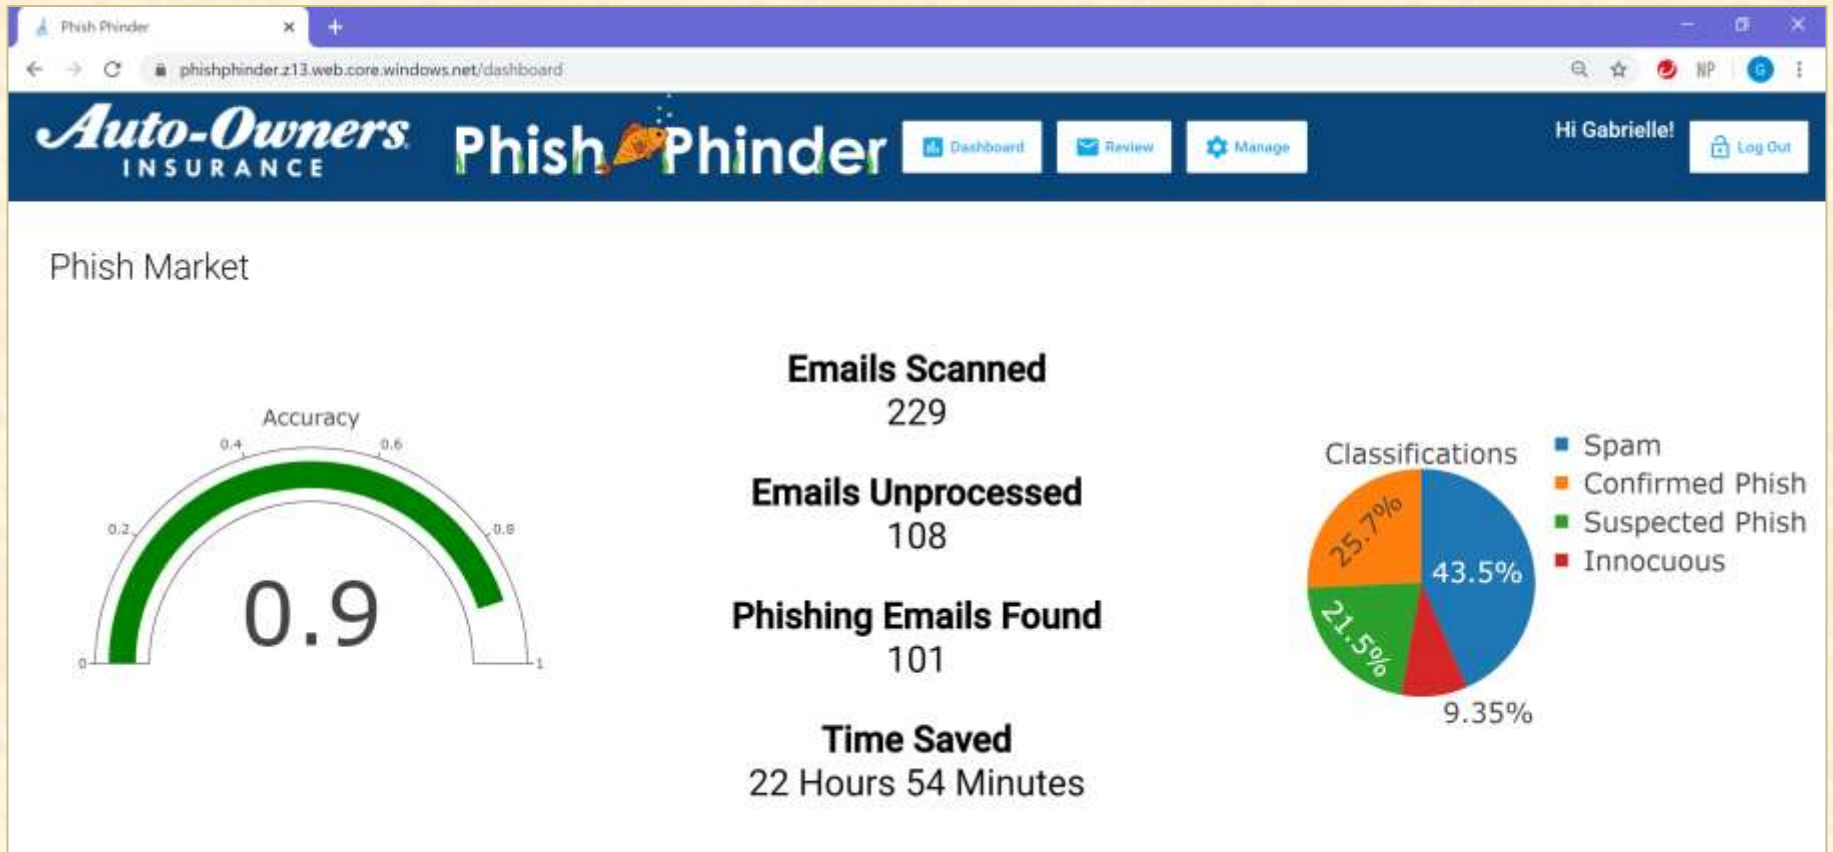 Phish Phinder
phishphinder.z13.web.core.windows.net/dashboard
NP
G
Auto-Owners
INSURANCE
Phish Phinder
Dashboard
Review
Manage
Hi Gabrielle!
Log Out
Phish Market
Accuracy
0
0.2
0.4
0.6
0.8
1
0.9
Emails Scanned
229
Emails Unprocessed
108
Phishing Emails Found
101
Time Saved
22 Hours 54 Minutes
Classifications
25.7%
43.5%
21.5%
9.35%
Spam
Confirmed Phish
Suspected Phish
Innocuous